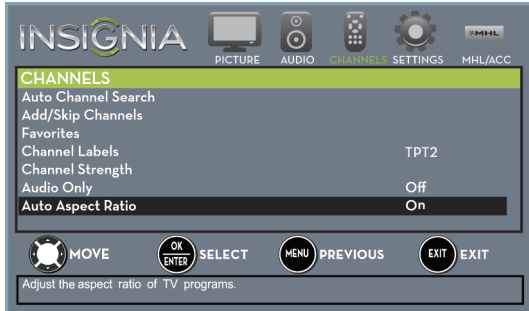 INSIGNIA
PICTURE AUDIO CHANNELS SETTINGS MHL MHL/ACC
CHANNELS
Auto Channel Search
Add/Skip Channels
Favorites
Channel Labels TPT2
Channel Strength
Audio Only Off
Auto Aspect Ratio On
MOVE OK ENTER SELECT MENU PREVIOUS EXIT EXIT
Adjust the aspect ratio of TV programs.